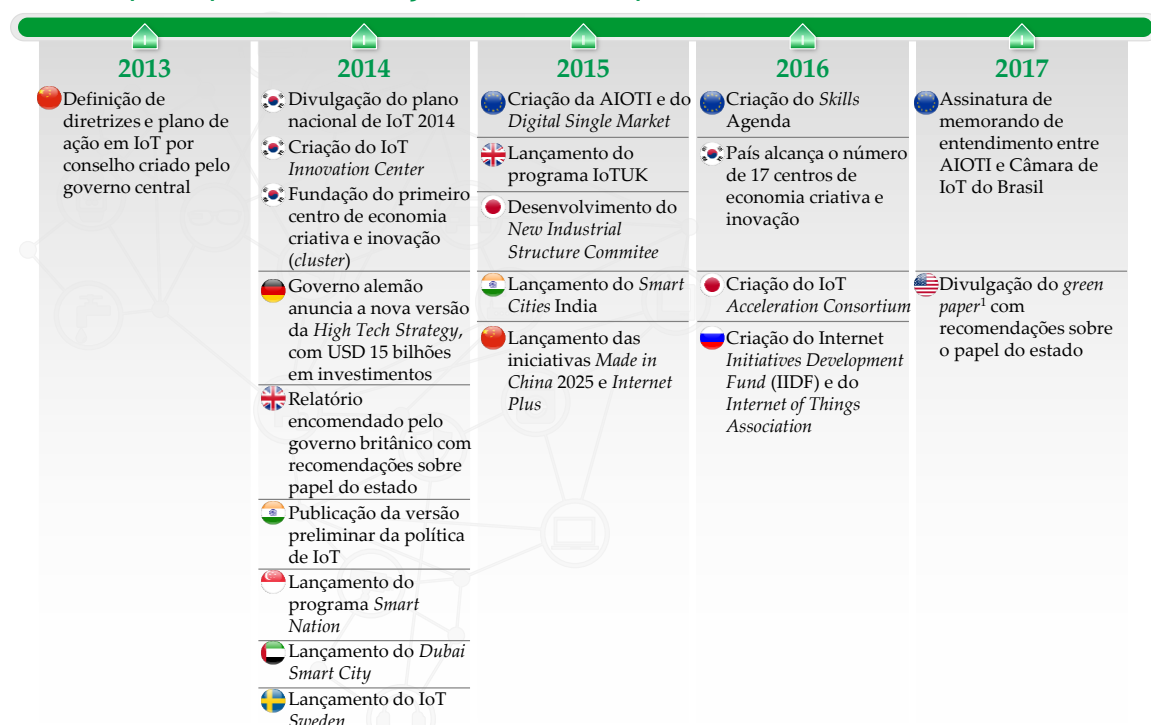 2013
Definição de
diretrizes e plano de
ação em IoT por
conselho criado pelo
governo central
2014
Divulgação do plano
nacional de IoT 2014
Criação do IoT
Innovation Center
Fundação do primeiro
centro de economia
criativa e inovação
(cluster)
Governo alemão
anuncia a nova versão
da High Tech Strategy,
com USD 15 bilhões
em investimentos
Relatório
encomendado pelo
governo britânico com
recomendações sobre
papel do estado
Publicação da versão
preliminar da política
de IoT
Lançamento do
programa Smart
Nation
Lançamento do Dubai
Smart City
Lançamento do IoT
Sweden
2015
Criação da AIOTI e do
Digital Single Market
Lançamento do
programa IoTUK
Desenvolvimento do
New Industrial
Structure Commitee
Lançamento do Smart
Cities India
Lançamento das
iniciativas Made in
China 2025 e Internet
Plus
2016
Criação do Skills
Agenda
País alcança o número
de 17 centros de
economia criativa e
inovação
Criação do IoT
Acceleration Consortium
Criação do Internet
Initiatives Development
Fund (IIDF) e do
Internet of Things
Association
2017
Assinatura de
memorando de
entendimento entre
AIOTI e Câmara de
IoT do Brasil
Divulgação do green
paper¹ com
recomendações sobre
o papel do estado